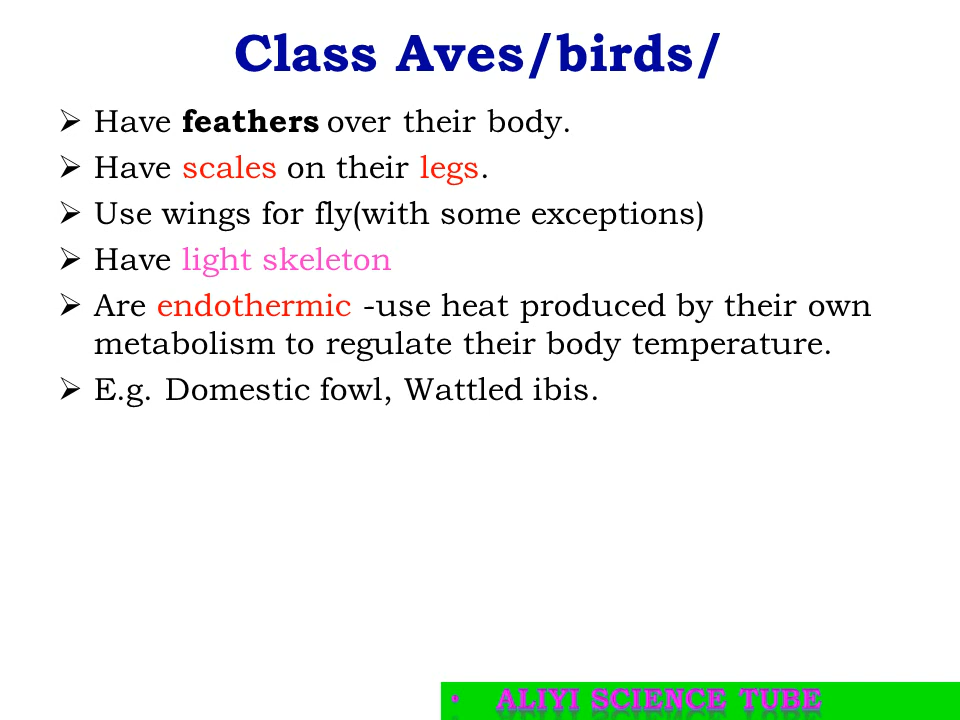 Class Aves/birds/
➢ Have feathers over their body.
➢ Have scales on their legs.
➢ Use wings for fly(with some exceptions)
➢ Have light skeleton
➢ Are endothermic -use heat produced by their own
metabolism to regulate their body temperature.
➢ E.g. Domestic fowl, Wattled ibis.
• ALIYI SCIENCE TUBE